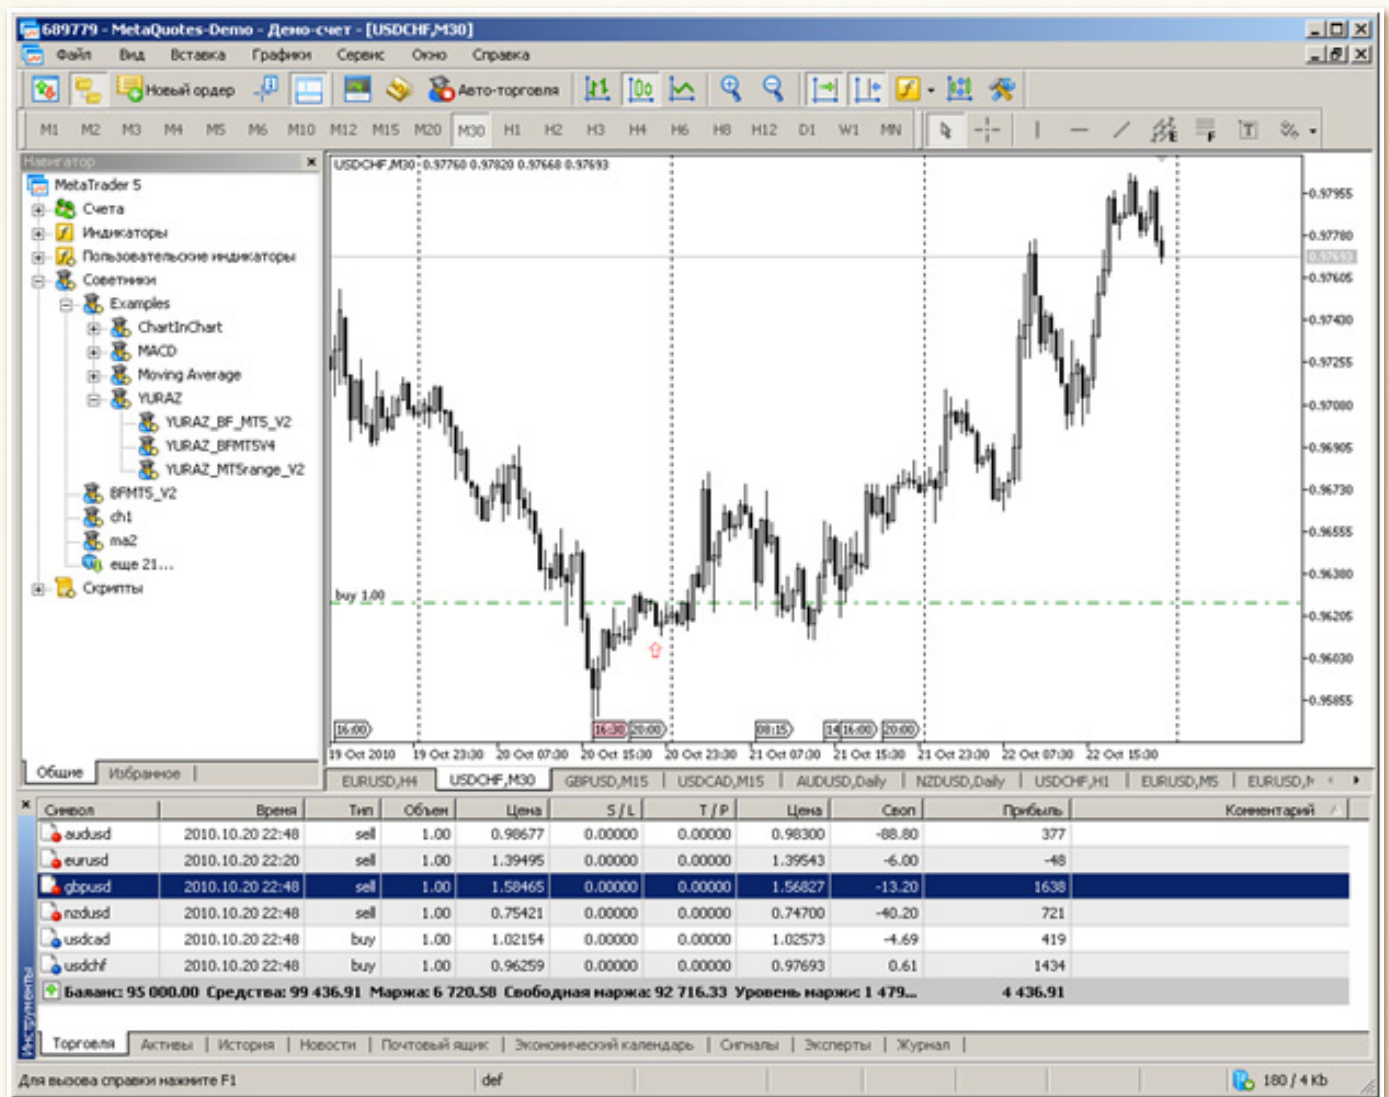 689779 - MetaQuotes-Demo - Демо-счет - [USDCHF,M30]
Файл Вид Вставка Графики Сервис Окно Справка
Новый ордер Авто-торговля
M1 M2 M3 M4 M5 M6 M10 M12 M15 M20 M30 H1 H2 H3 H4 H6 H8 H12 D1 W1 MN
Навигатор
MetaTrader 5
Счета
Индикаторы
Пользовательские индикаторы
Советники
Examples
ChartInChart
MACD
Moving Average
YURAZ
YURAZ_BF_MT5_V2
YURAZ_BFMT5V4
YURAZ_MT5range_V2
BFMT5_V2
ch1
ma2
еще 21...
Скрипты
Общие Избранное
USDCHF,M30 0.97760 0.97820 0.97668 0.97693
0.97955
0.97780
0.97693
0.97605
0.97430
0.97255
0.97080
0.96905
0.96730
0.96555
0.96380
0.96205
0.96030
0.95855
buy 1.00
16:00 16:30 20:00 08:15 14 16:00 20:00
19 Oct 2010 19 Oct 23:30 20 Oct 07:30 20 Oct 15:30 20 Oct 23:30 21 Oct 07:30 21 Oct 15:30 21 Oct 23:30 22 Oct 07:30 22 Oct 15:30
EURUSD,H4 USDCHF,M30 GBPUSD,M15 USDCAD,M15 AUDUSD,Daily NZDUSD,Daily USDCHF,H1 EURUSD,M5 EURUSD,
Символ Время Тип Объем Цена S / L T / P Цена Своп Прибыль Комментарий
audusd 2010.10.20 22:48 sell 1.00 0.98677 0.00000 0.00000 0.98300 -88.80 377
eurusd 2010.10.20 22:20 sell 1.00 1.39495 0.00000 0.00000 1.39543 -6.00 -48
gbpusd 2010.10.20 22:48 sell 1.00 1.58465 0.00000 0.00000 1.56827 -13.20 1638
nzdusd 2010.10.20 22:48 sell 1.00 0.75421 0.00000 0.00000 0.74700 -40.20 721
usdcad 2010.10.20 22:48 buy 1.00 1.02154 0.00000 0.00000 1.02573 -4.69 419
usdchf 2010.10.20 22:48 buy 1.00 0.96259 0.00000 0.00000 0.97693 0.61 1434
Баланс: 95 000.00 Средства: 99 436.91 Маржа: 6 720.58 Свободная маржа: 92 716.33 Уровень маржи: 1 479... 4 436.91
Инструменты
Торговля Активы История Новости Почтовый ящик Экономический календарь Сигналы Эксперты Журнал
Для вызова справки нажмите F1 def 180 / 4 Kb